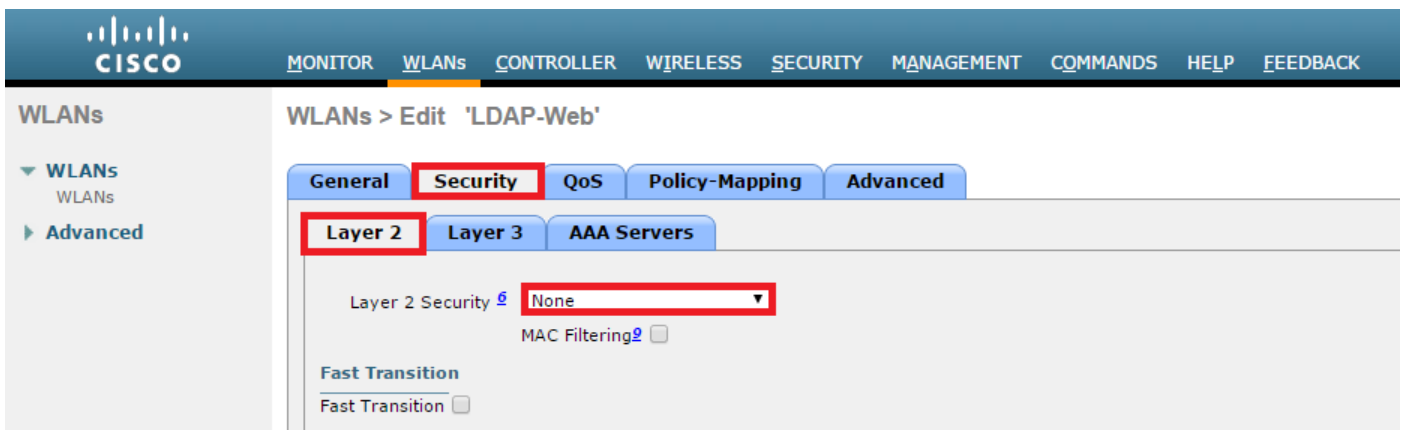 CISCO
MONITOR WLANs CONTROLLER WIRELESS SECURITY MANAGEMENT COMMANDS HELP FEEDBACK
WLANs
WLANs > Edit 'LDAP-Web'
WLANs
WLANs
Advanced
General Security QoS Policy-Mapping Advanced
Layer 2 Layer 3 AAA Servers
Layer 2 Security 6 None
MAC Filtering 9
Fast Transition
Fast Transition